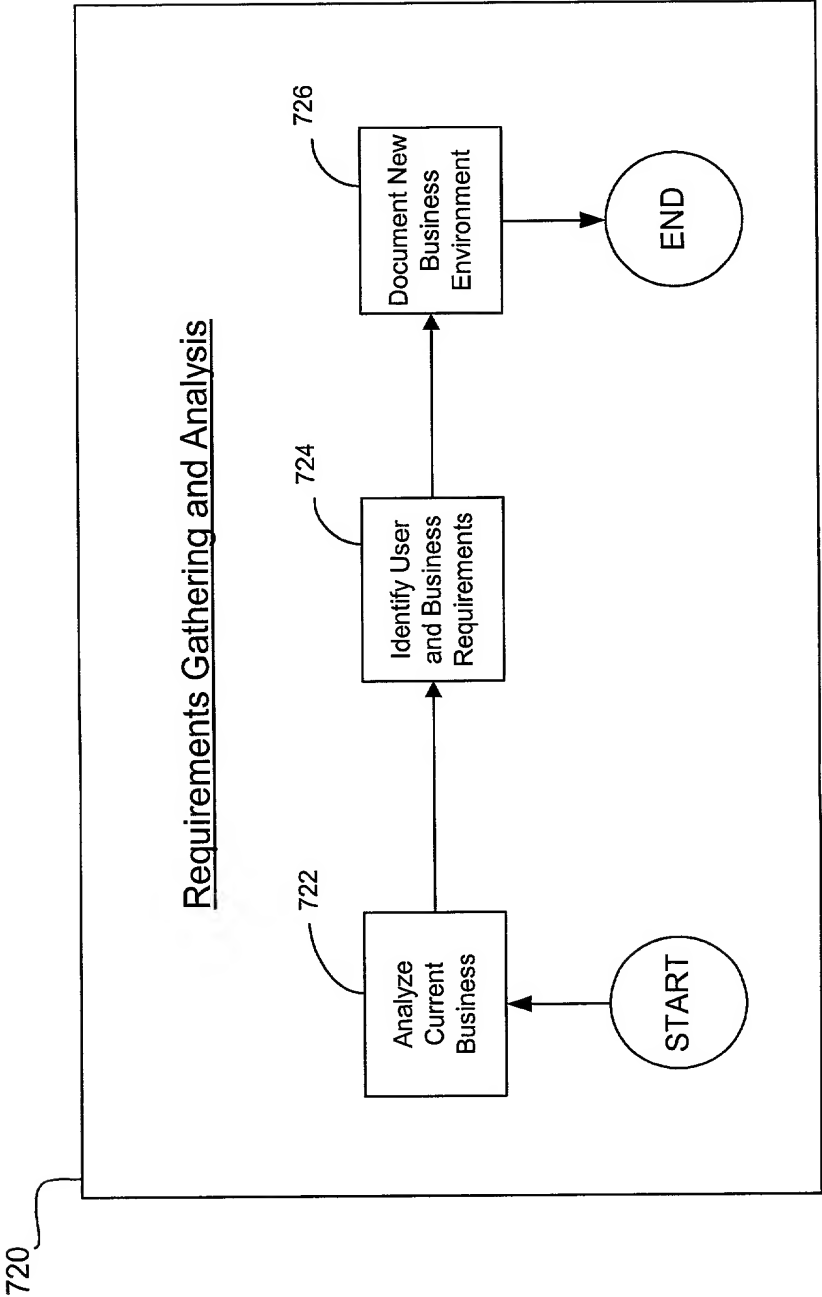 720
Requirements Gathering and Analysis
722
724
726
Analyze
Current
Business
Identify User
and Business
Requirements
Document New
Business
Environment
START
END